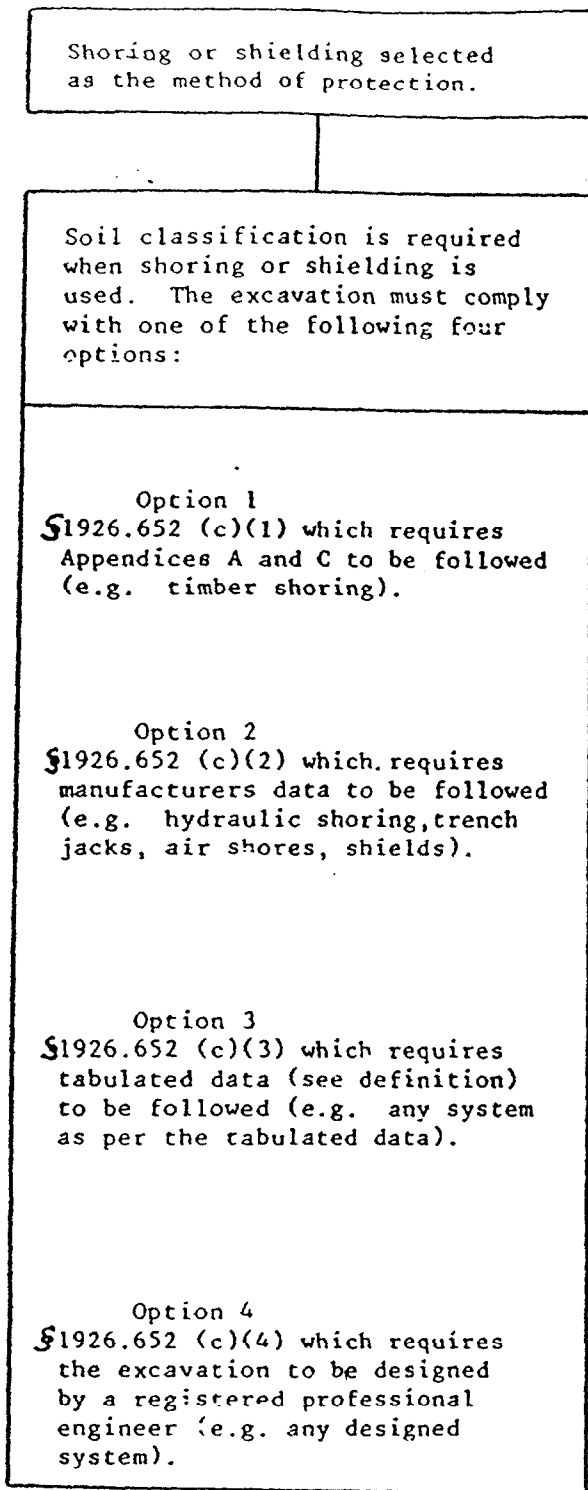 Shoring or shielding selected
as the method of protection.
Soil classification is required
when shoring or shielding is
used. The excavation must comply
with one of the following four
options:
Option 1
§1926.652 (c)(1) which requires
Appendices A and C to be followed
(e.g. timber shoring).
Option 2
§1926.652 (c)(2) which requires
manufacturers data to be followed
(e.g. hydraulic shoring,trench
jacks, air shores, shields).
Option 3
§1926.652 (c)(3) which requires
tabulated data (see definition)
to be followed (e.g. any system
as per the tabulated data).
Option 4
§1926.652 (c)(4) which requires
the excavation to be designed
by a registered professional
engineer (e.g. any designed
system).